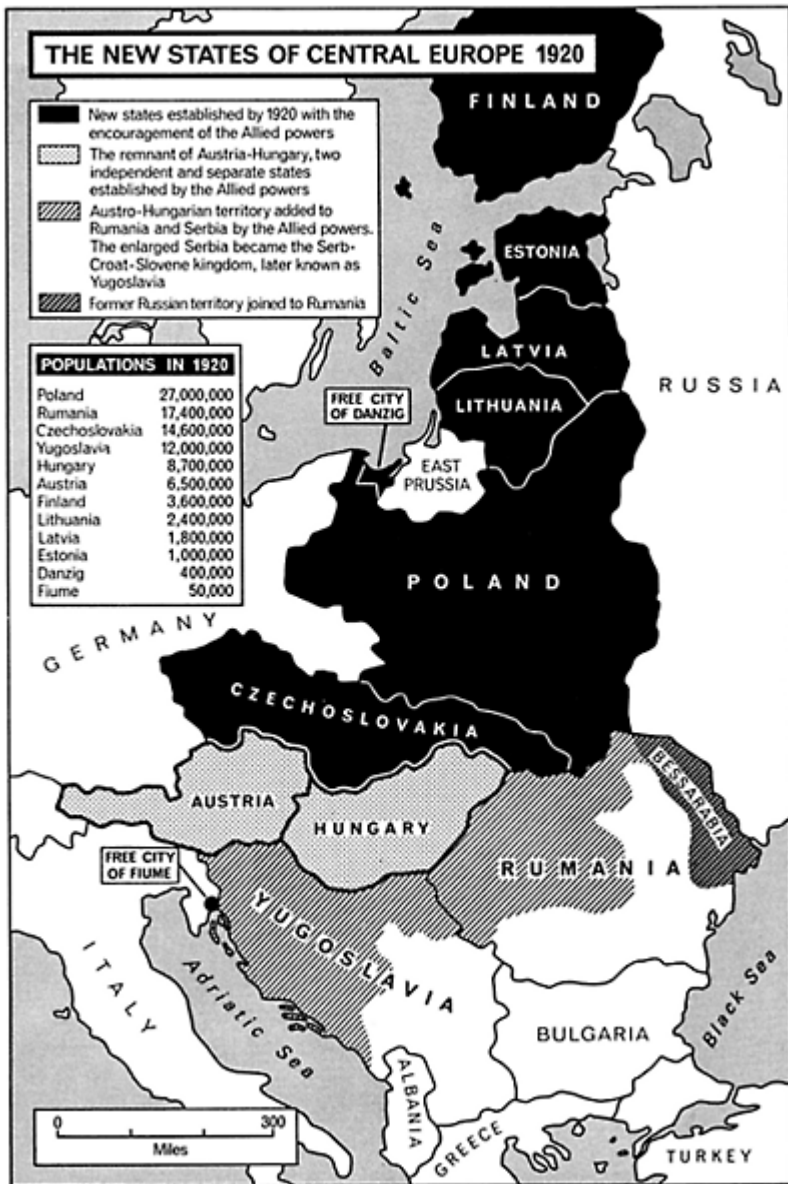 THE NEW STATES OF CENTRAL EUROPE 1920
New states established by 1920 with the
encouragement of the Allied powers
The remnant of Austria-Hungary, two
independent and separate states
established by the Allied powers
Austro-Hungarian territory added to
Rumania and Serbia by the Allied powers.
The enlarged Serbia became the Serb-
Croat-Slovene kingdom, later known as
Yugoslavia
Former Russian territory joined to Rumania
POPULATIONS IN 1920
Poland 27,000,000
Rumania 17,400,000
Czechoslovakia 14,600,000
Yugoslavia 12,000,000
Hungary 8,700,000
Austria 6,500,000
Finland 3,600,000
Lithuania 2,400,000
Latvia 1,800,000
Estonia 1,000,000
Danzig 400,000
Fiume 50,000
FINLAND
Baltic Sea
ESTONIA
LATVIA
RUSSIA
LITHUANIA
FREE CITY
OF DANZIG
EAST
PRUSSIA
POLAND
GERMANY
CZECHOSLOVAKIA
AUSTRIA
HUNGARY
BESSARABIA
RUMANIA
FREE CITY
OF FIUME
YUGOSLAVIA
ITALY
Adriatic Sea
Black Sea
BULGARIA
ALBANIA
GREECE
TURKEY
0 300
Miles